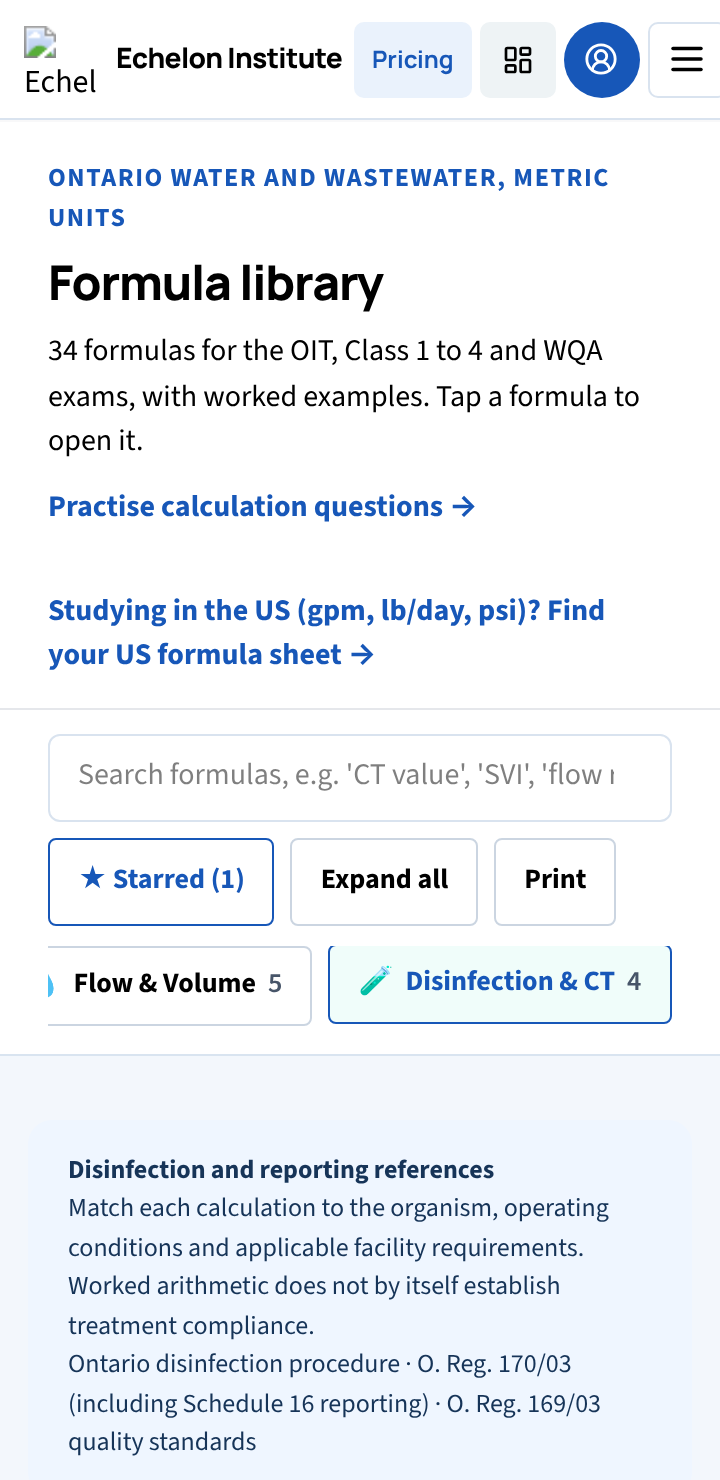 Echel
Echelon Institute
Pricing
ONTARIO WATER AND WASTEWATER, METRIC
UNITS
Formula library
34 formulas for the OIT, Class 1 to 4 and WQA
exams, with worked examples. Tap a formula to
open it.
Practise calculation questions →
Studying in the US (gpm, lb/day, psi)? Find
your US formula sheet →
Search formulas, e.g. 'CT value', 'SVI', 'flow
★ Starred (1)
Expand all
Print
Flow & Volume 5
Disinfection & CT 4
Disinfection and reporting references
Match each calculation to the organism, operating
conditions and applicable facility requirements.
Worked arithmetic does not by itself establish
treatment compliance.
Ontario disinfection procedure · O. Reg. 170/03
(including Schedule 16 reporting) · O. Reg. 169/03
quality standards